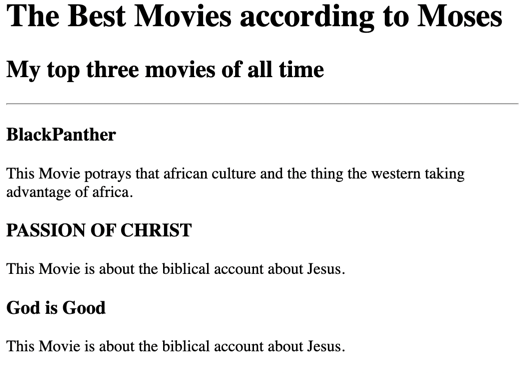 The Best Movies according to Moses
My top three movies of all time
BlackPanther
This Movie potrays that african culture and the thing the western taking
advantage of africa.
PASSION OF CHRIST
This Movie is about the biblical account about Jesus.
God is Good
This Movie is about the biblical account about Jesus.